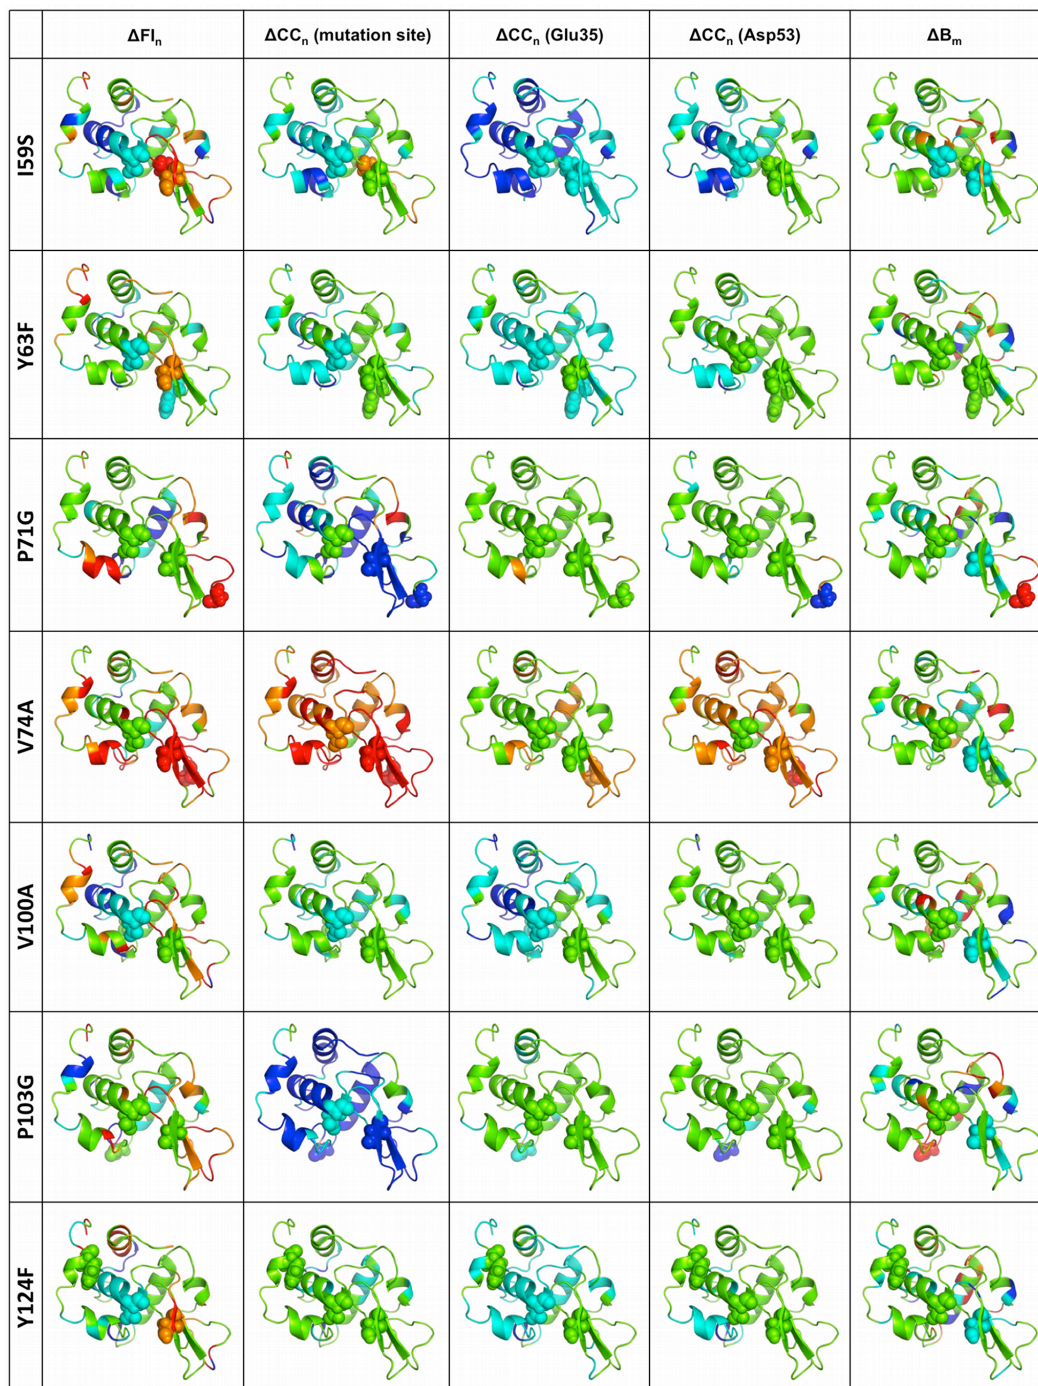 ΔFIₙ ΔCCₙ (mutation site) ΔCCₙ (Glu35) ΔCCₙ (Asp53) ΔBₘ
I59S
Y63F
P71G
V74A
V100A
P103G
Y124F